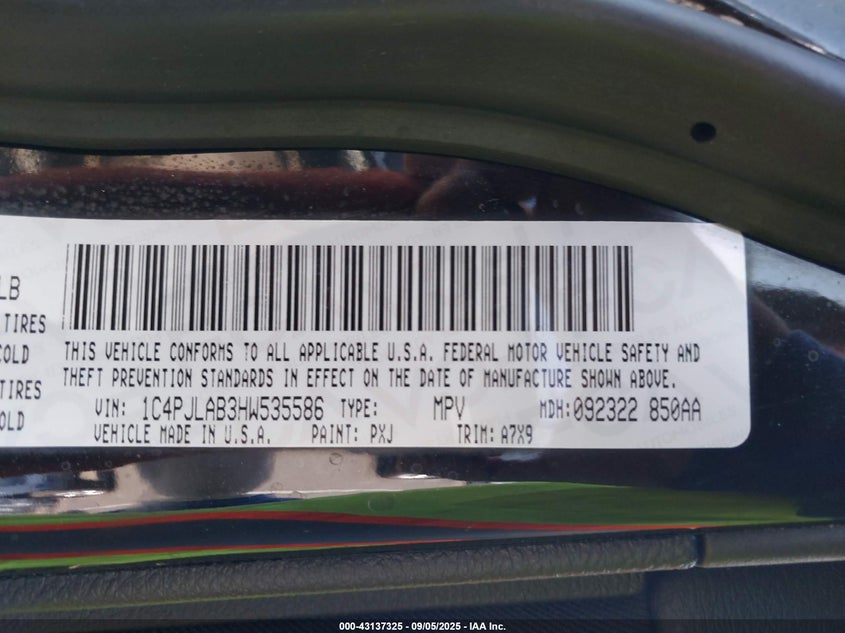 LB
TIRES
COLD
TIRES
COLD
THIS VEHICLE CONFORMS TO ALL APPLICABLE U.S.A. FEDERAL MOTOR VEHICLE SAFETY AND
THEFT PREVENTION STANDARDS IN EFFECT ON THE DATE OF MANUFACTURE SHOWN ABOVE.
VIN: 1C4PJLAB3HW535586 TYPE: MPV MDH:092322 850AA
VEHICLE MADE IN U.S.A. PAINT: PXJ TRIM: A7X9
000-43137325 - 09/05/2025 - IAA Inc.